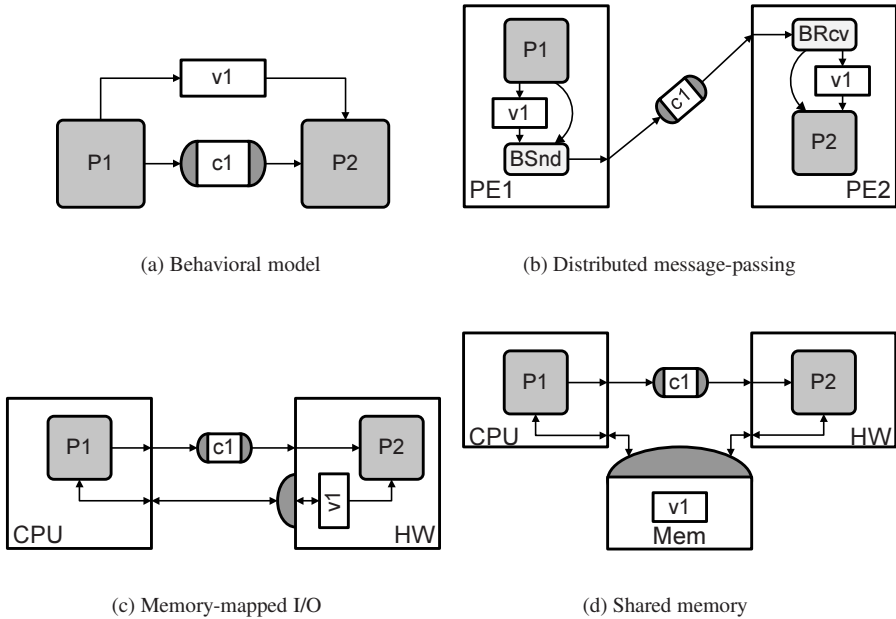 v1
P1
c1
P2
(a) Behavioral model
P1
v1
BSnd
PE1
c1
BRcv
v1
P2
PE2
(b) Distributed message-passing
P1
CPU
c1
P2
v1
HW
(c) Memory-mapped I/O
P1
CPU
c1
P2
HW
v1
Mem
(d) Shared memory